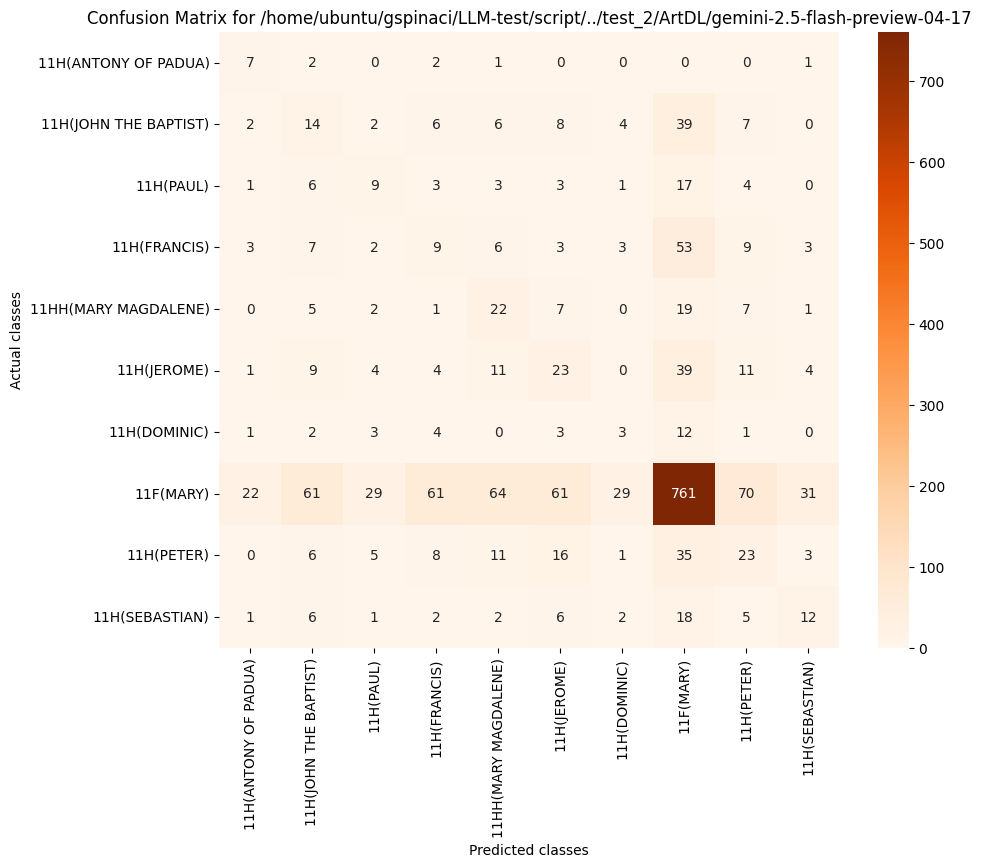 Confusion Matrix for /home/ubuntu/gspinaci/LLM-test/script/../test_2/ArtDL/gemini-2.5-flash-preview-04-17
Actual classes
11H(ANTONY OF PADUA) 7 2 0 2 1 0 0 0 0 1
11H(JOHN THE BAPTIST) 2 14 2 6 6 8 4 39 7 0
11H(PAUL) 1 6 9 3 3 3 1 17 4 0
11H(FRANCIS) 3 7 2 9 6 3 3 53 9 3
11HH(MARY MAGDALENE) 0 5 2 1 22 7 0 19 7 1
11H(JEROME) 1 9 4 4 11 23 0 39 11 4
11H(DOMINIC) 1 2 3 4 0 3 3 12 1 0
11F(MARY) 22 61 29 61 64 61 29 761 70 31
11H(PETER) 0 6 5 8 11 16 1 35 23 3
11H(SEBASTIAN) 1 6 1 2 2 6 2 18 5 12
11H(ANTONY OF PADUA)
11H(JOHN THE BAPTIST)
11H(PAUL)
11H(FRANCIS)
11HH(MARY MAGDALENE)
11H(JEROME)
11H(DOMINIC)
11F(MARY)
11H(PETER)
11H(SEBASTIAN)
Predicted classes
700
600
500
400
300
200
100
0